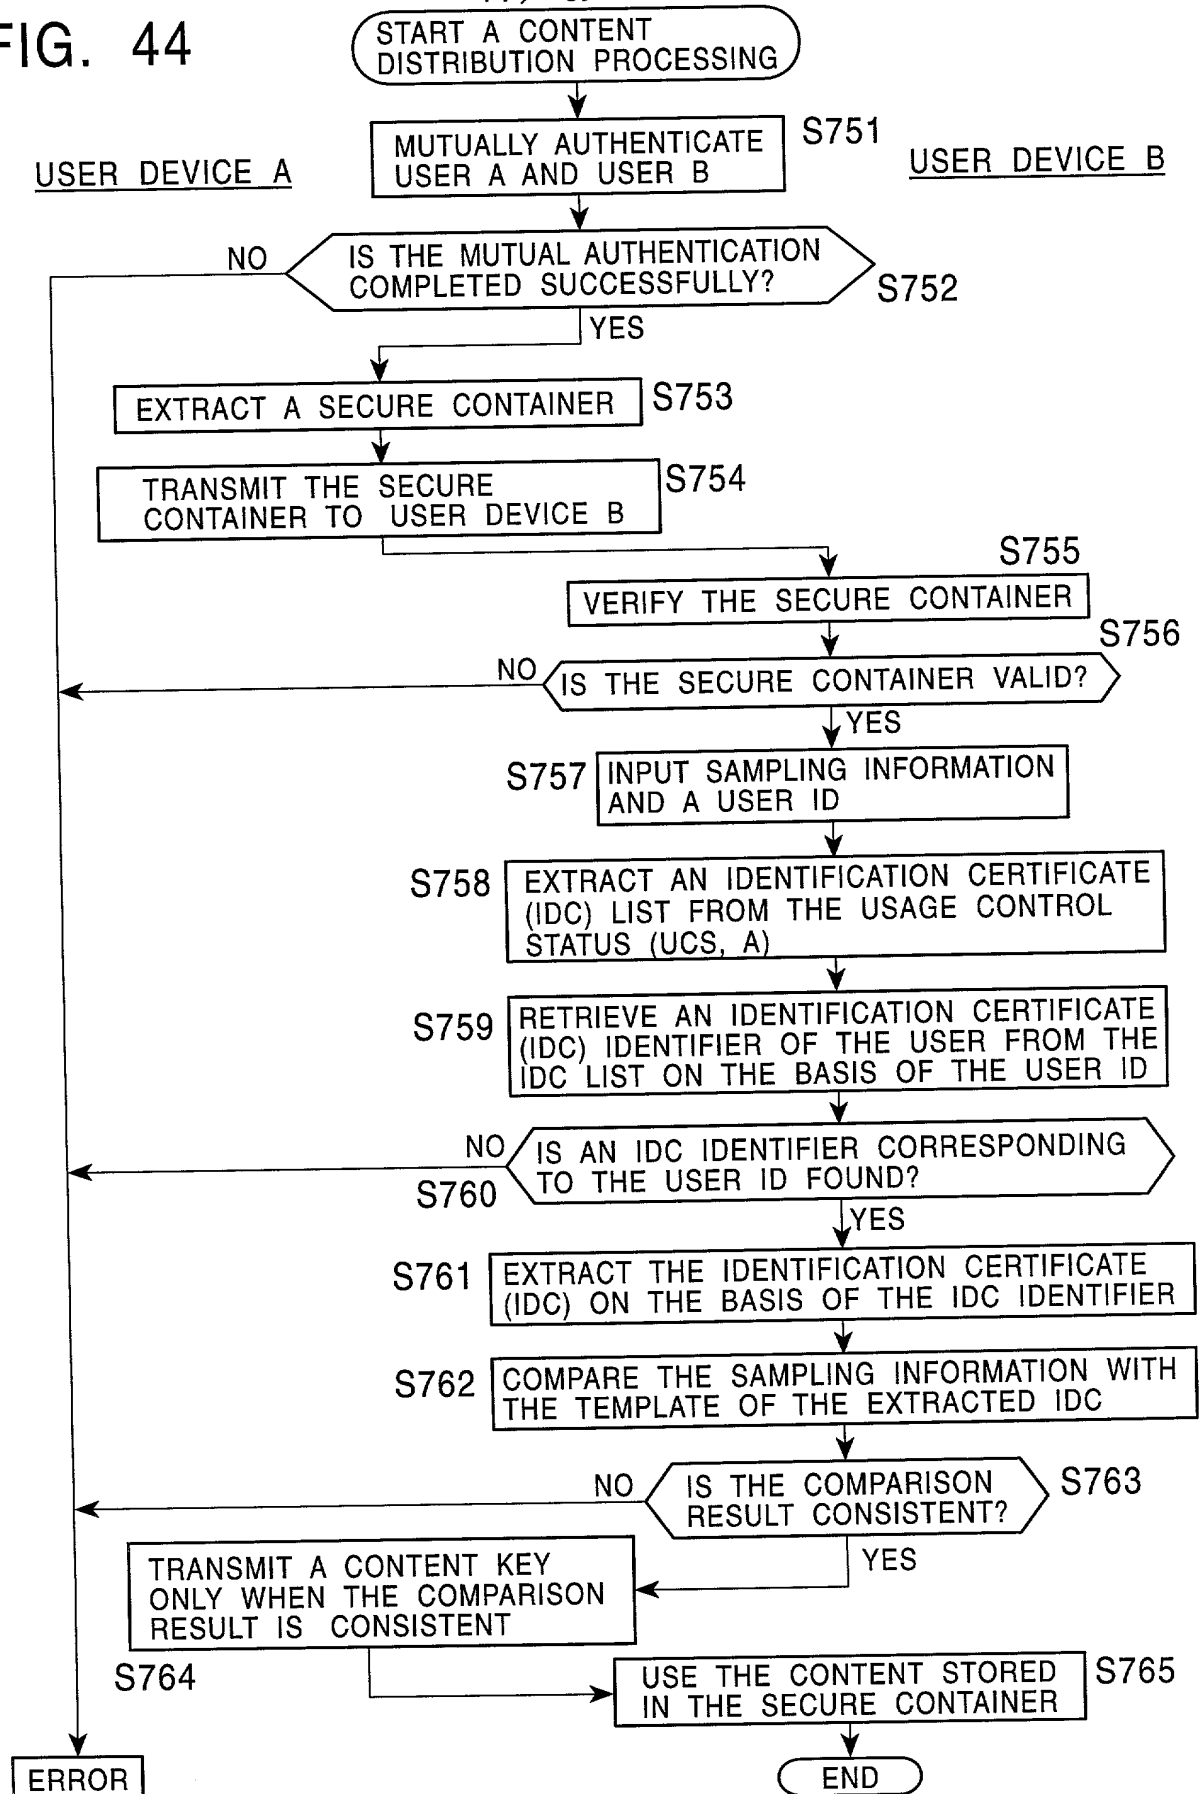 FIG. 44
START A CONTENT
DISTRIBUTION PROCESSING
MUTUALLY AUTHENTICATE
USER A AND USER B
S751
USER DEVICE A
USER DEVICE B
NO
IS THE MUTUAL AUTHENTICATION
COMPLETED SUCCESSFULLY?
S752
YES
EXTRACT A SECURE CONTAINER
S753
TRANSMIT THE SECURE
CONTAINER TO USER DEVICE B
S754
S755
VERIFY THE SECURE CONTAINER
S756
NO
IS THE SECURE CONTAINER VALID?
YES
S757
INPUT SAMPLING INFORMATION
AND A USER ID
S758
EXTRACT AN IDENTIFICATION CERTIFICATE
(IDC) LIST FROM THE USAGE CONTROL
STATUS (UCS, A)
S759
RETRIEVE AN IDENTIFICATION CERTIFICATE
(IDC) IDENTIFIER OF THE USER FROM THE
IDC LIST ON THE BASIS OF THE USER ID
NO
IS AN IDC IDENTIFIER CORRESPONDING
TO THE USER ID FOUND?
S760
YES
S761
EXTRACT THE IDENTIFICATION CERTIFICATE
(IDC) ON THE BASIS OF THE IDC IDENTIFIER
S762
COMPARE THE SAMPLING INFORMATION WITH
THE TEMPLATE OF THE EXTRACTED IDC
NO
IS THE COMPARISON
RESULT CONSISTENT?
S763
YES
TRANSMIT A CONTENT KEY
ONLY WHEN THE COMPARISON
RESULT IS CONSISTENT
S764
USE THE CONTENT STORED
IN THE SECURE CONTAINER
S765
ERROR
END